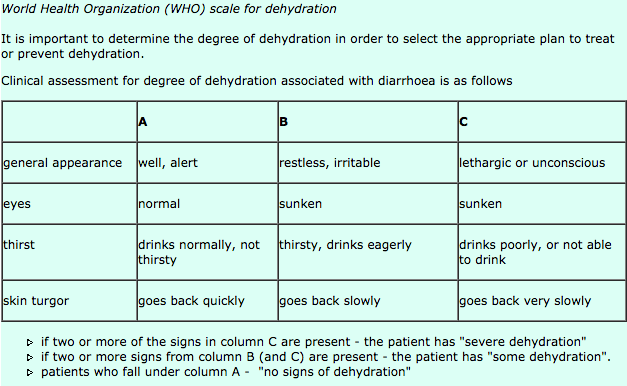 World Health Organization (WHO) scale for dehydration
It is important to determine the degree of dehydration in order to select the appropriate plan to treat
or prevent dehydration.
Clinical assessment for degree of dehydration associated with diarrhoea is as follows
A B C
general appearance well, alert restless, irritable lethargic or unconscious
eyes normal sunken sunken
thirst drinks normally, not thirsty thirsty, drinks eagerly drinks poorly, or not able to drink
skin turgor goes back quickly goes back slowly goes back very slowly
if two or more of the signs in column C are present - the patient has "severe dehydration"
if two or more signs from column B (and C) are present - the patient has "some dehydration".
patients who fall under column A - "no signs of dehydration"